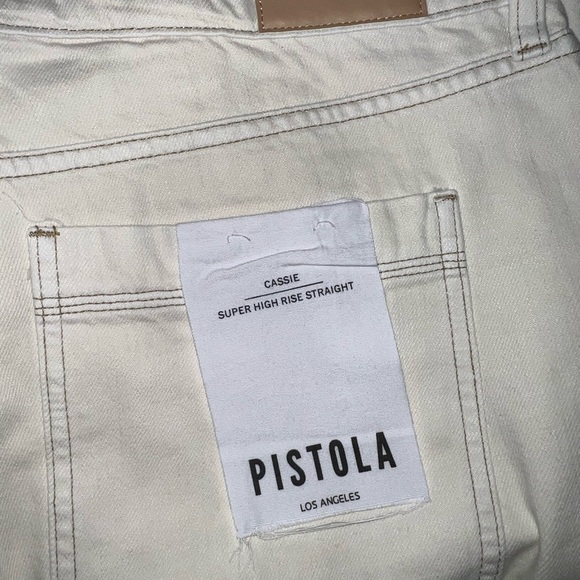 CASSIE
SUPER HIGH RISE STRAIGHT
PISTOLA
LOS ANGELES